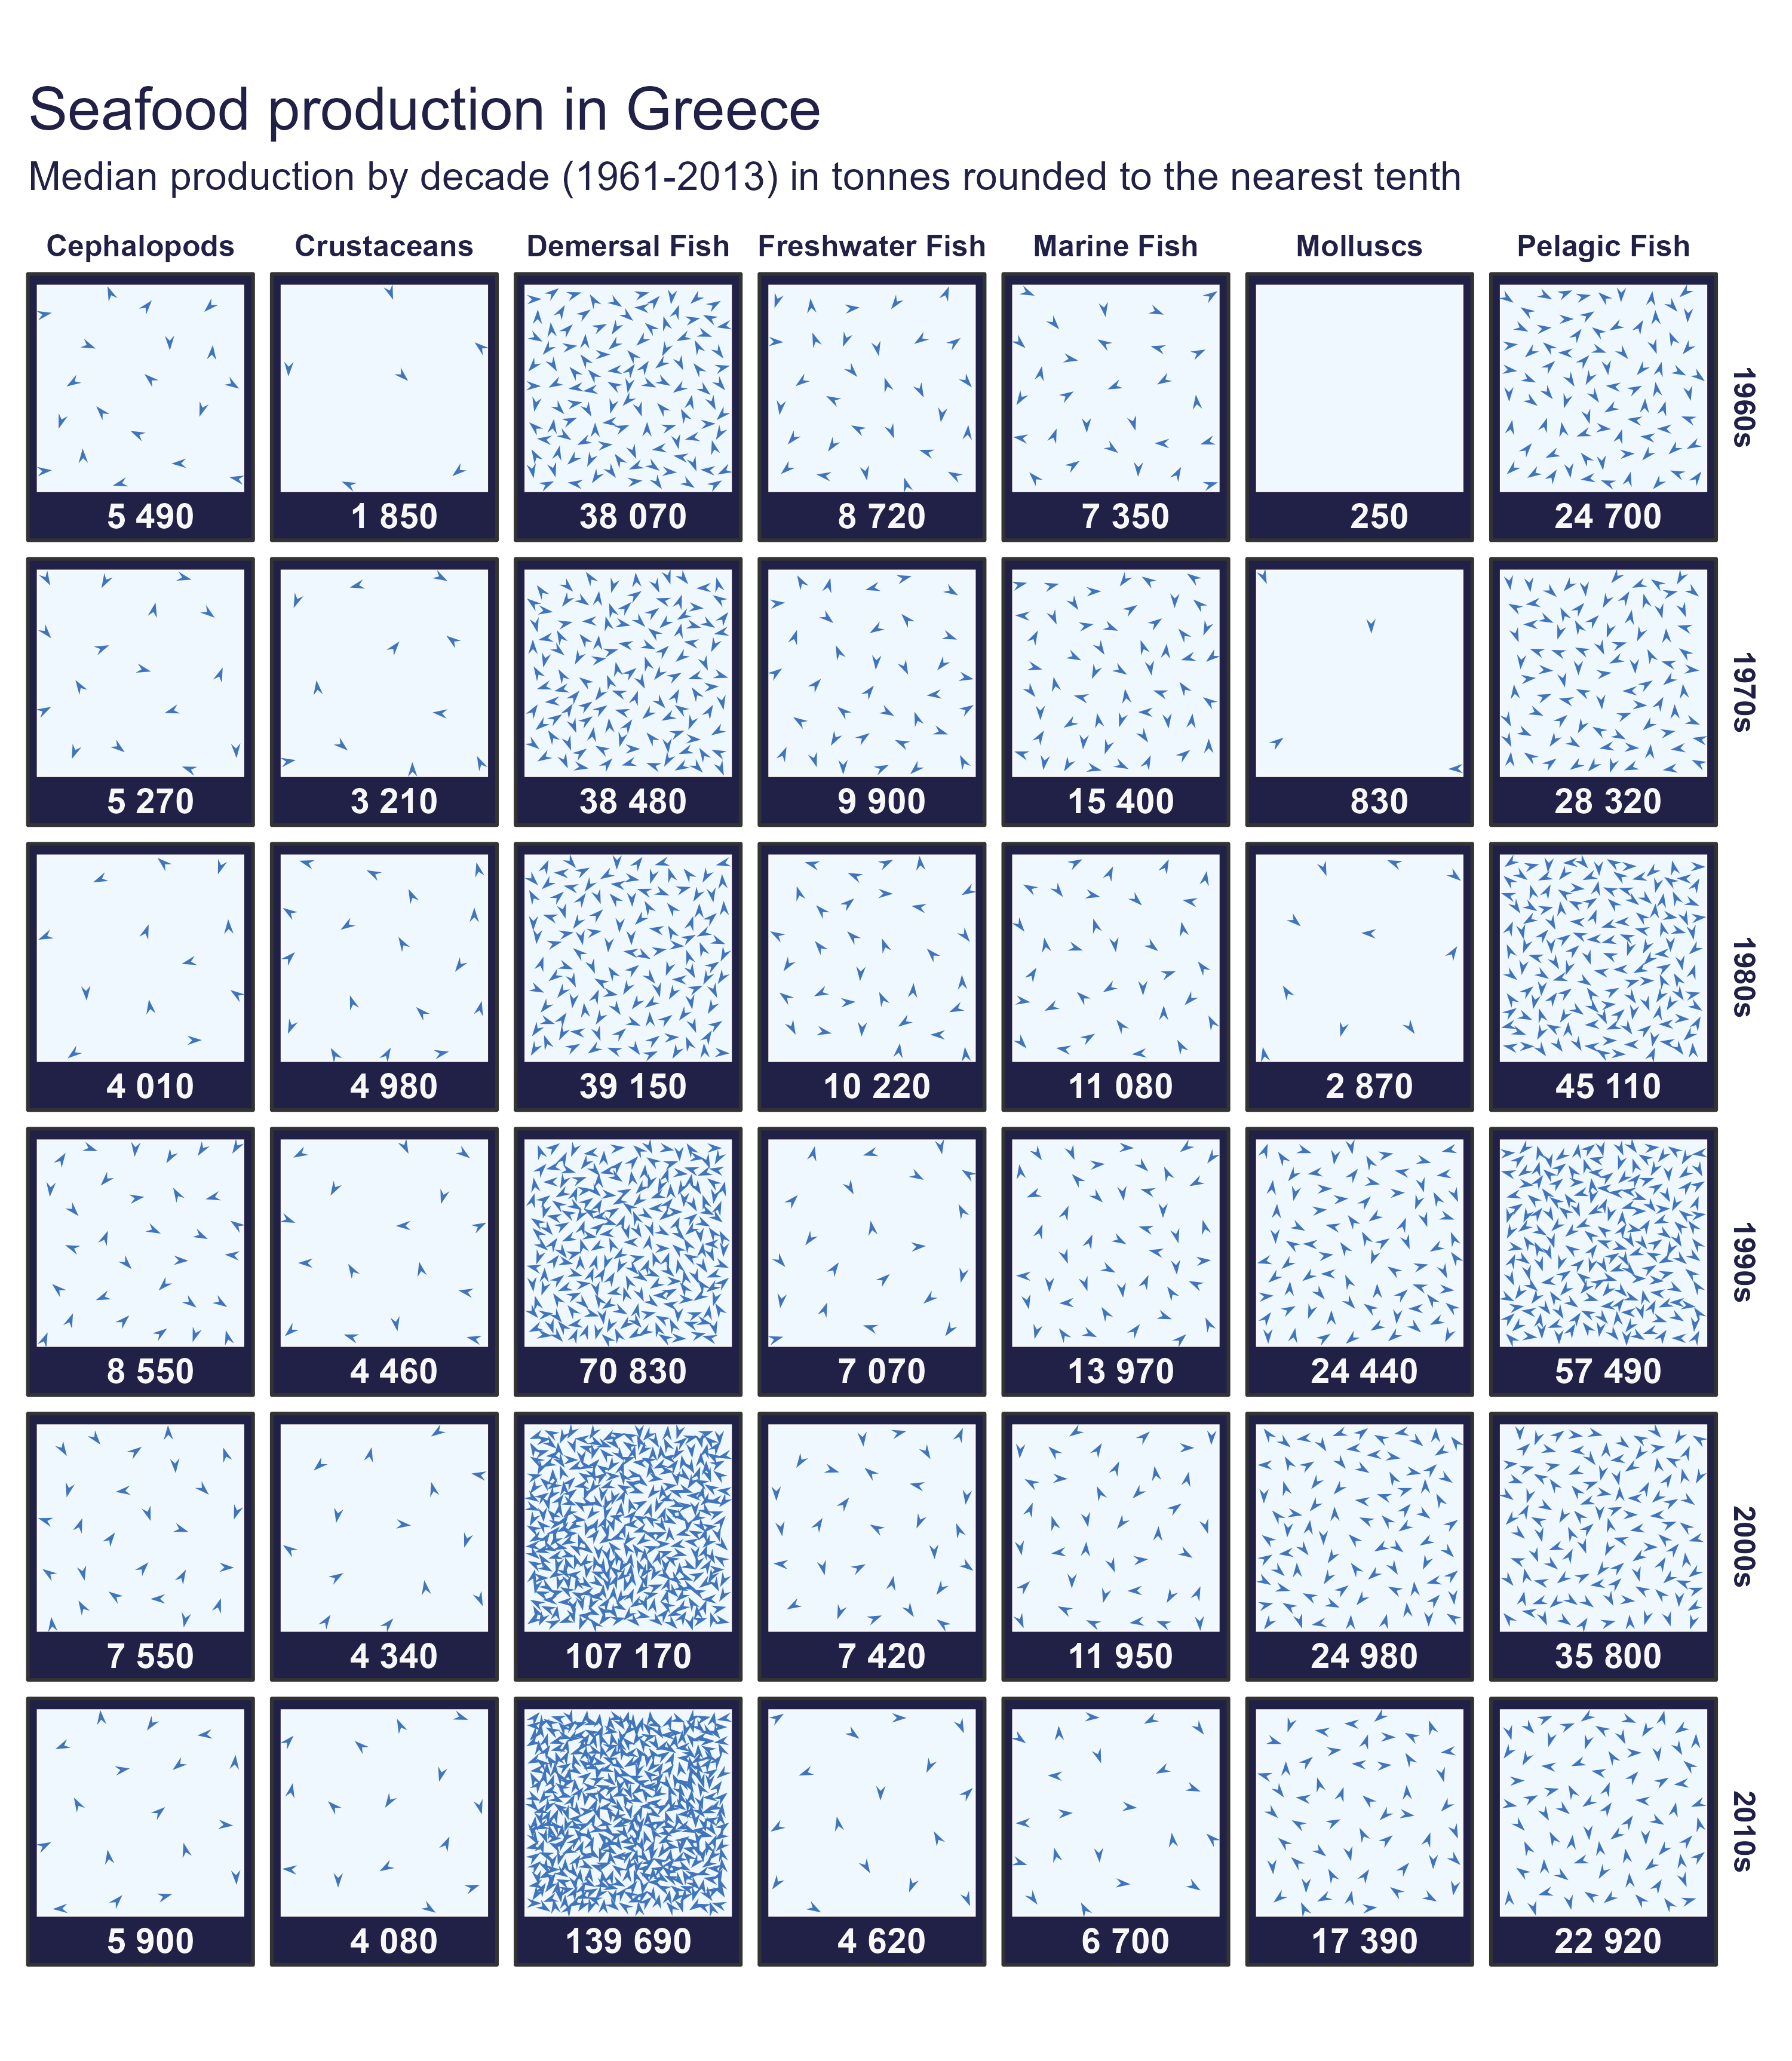 Seafood production in Greece
Median production by decade (1961-2013) in tonnes rounded to the nearest tenth
Cephalopods Crustaceans Demersal Fish Freshwater Fish Marine Fish Molluscs Pelagic Fish
1960s
5 490 1 850 38 070 8 720 7 350 250 24 700
1970s
5 270 3 210 38 480 9 900 15 400 830 28 320
1980s
4 010 4 980 39 150 10 220 11 080 2 870 45 110
1990s
8 550 4 460 70 830 7 070 13 970 24 440 57 490
2000s
7 550 4 340 107 170 7 420 11 950 24 980 35 800
2010s
5 900 4 080 139 690 4 620 6 700 17 390 22 920